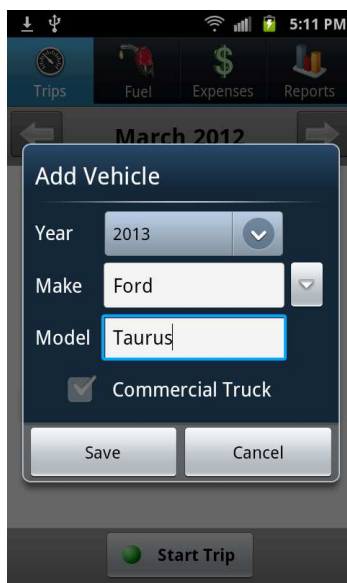 5:11 PM
Trips Fuel Expenses Reports
March 2012
Add Vehicle
Year 2013
Make Ford
Model Taurus
Commercial Truck
Save Cancel
Start Trip